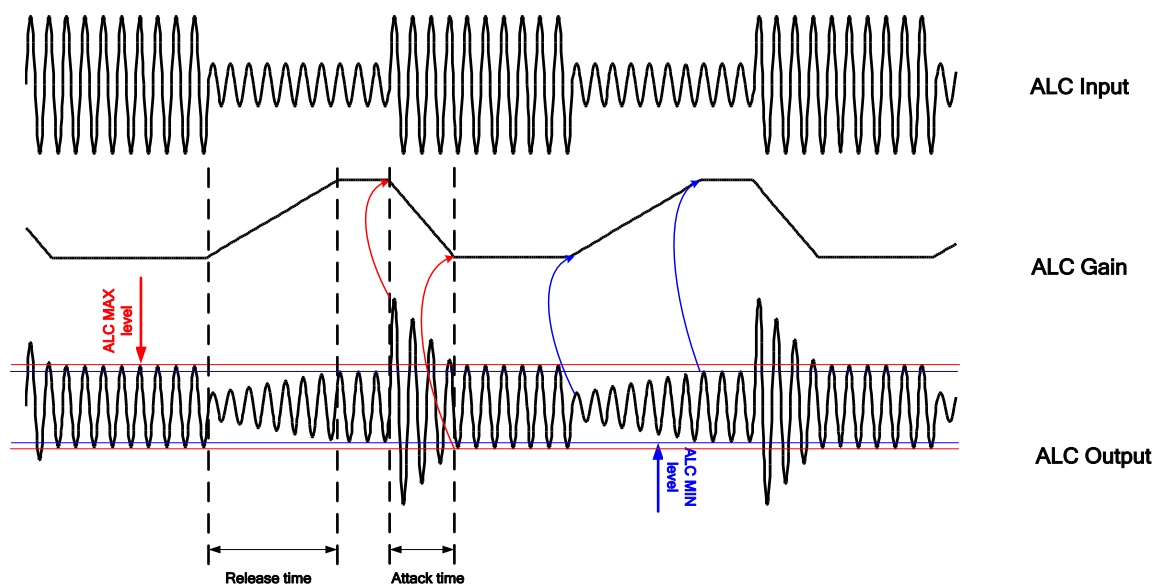 ALC Input
ALC Gain
ALC MAX
level
ALC Output
ALC MIN
level
Release time
Attack time